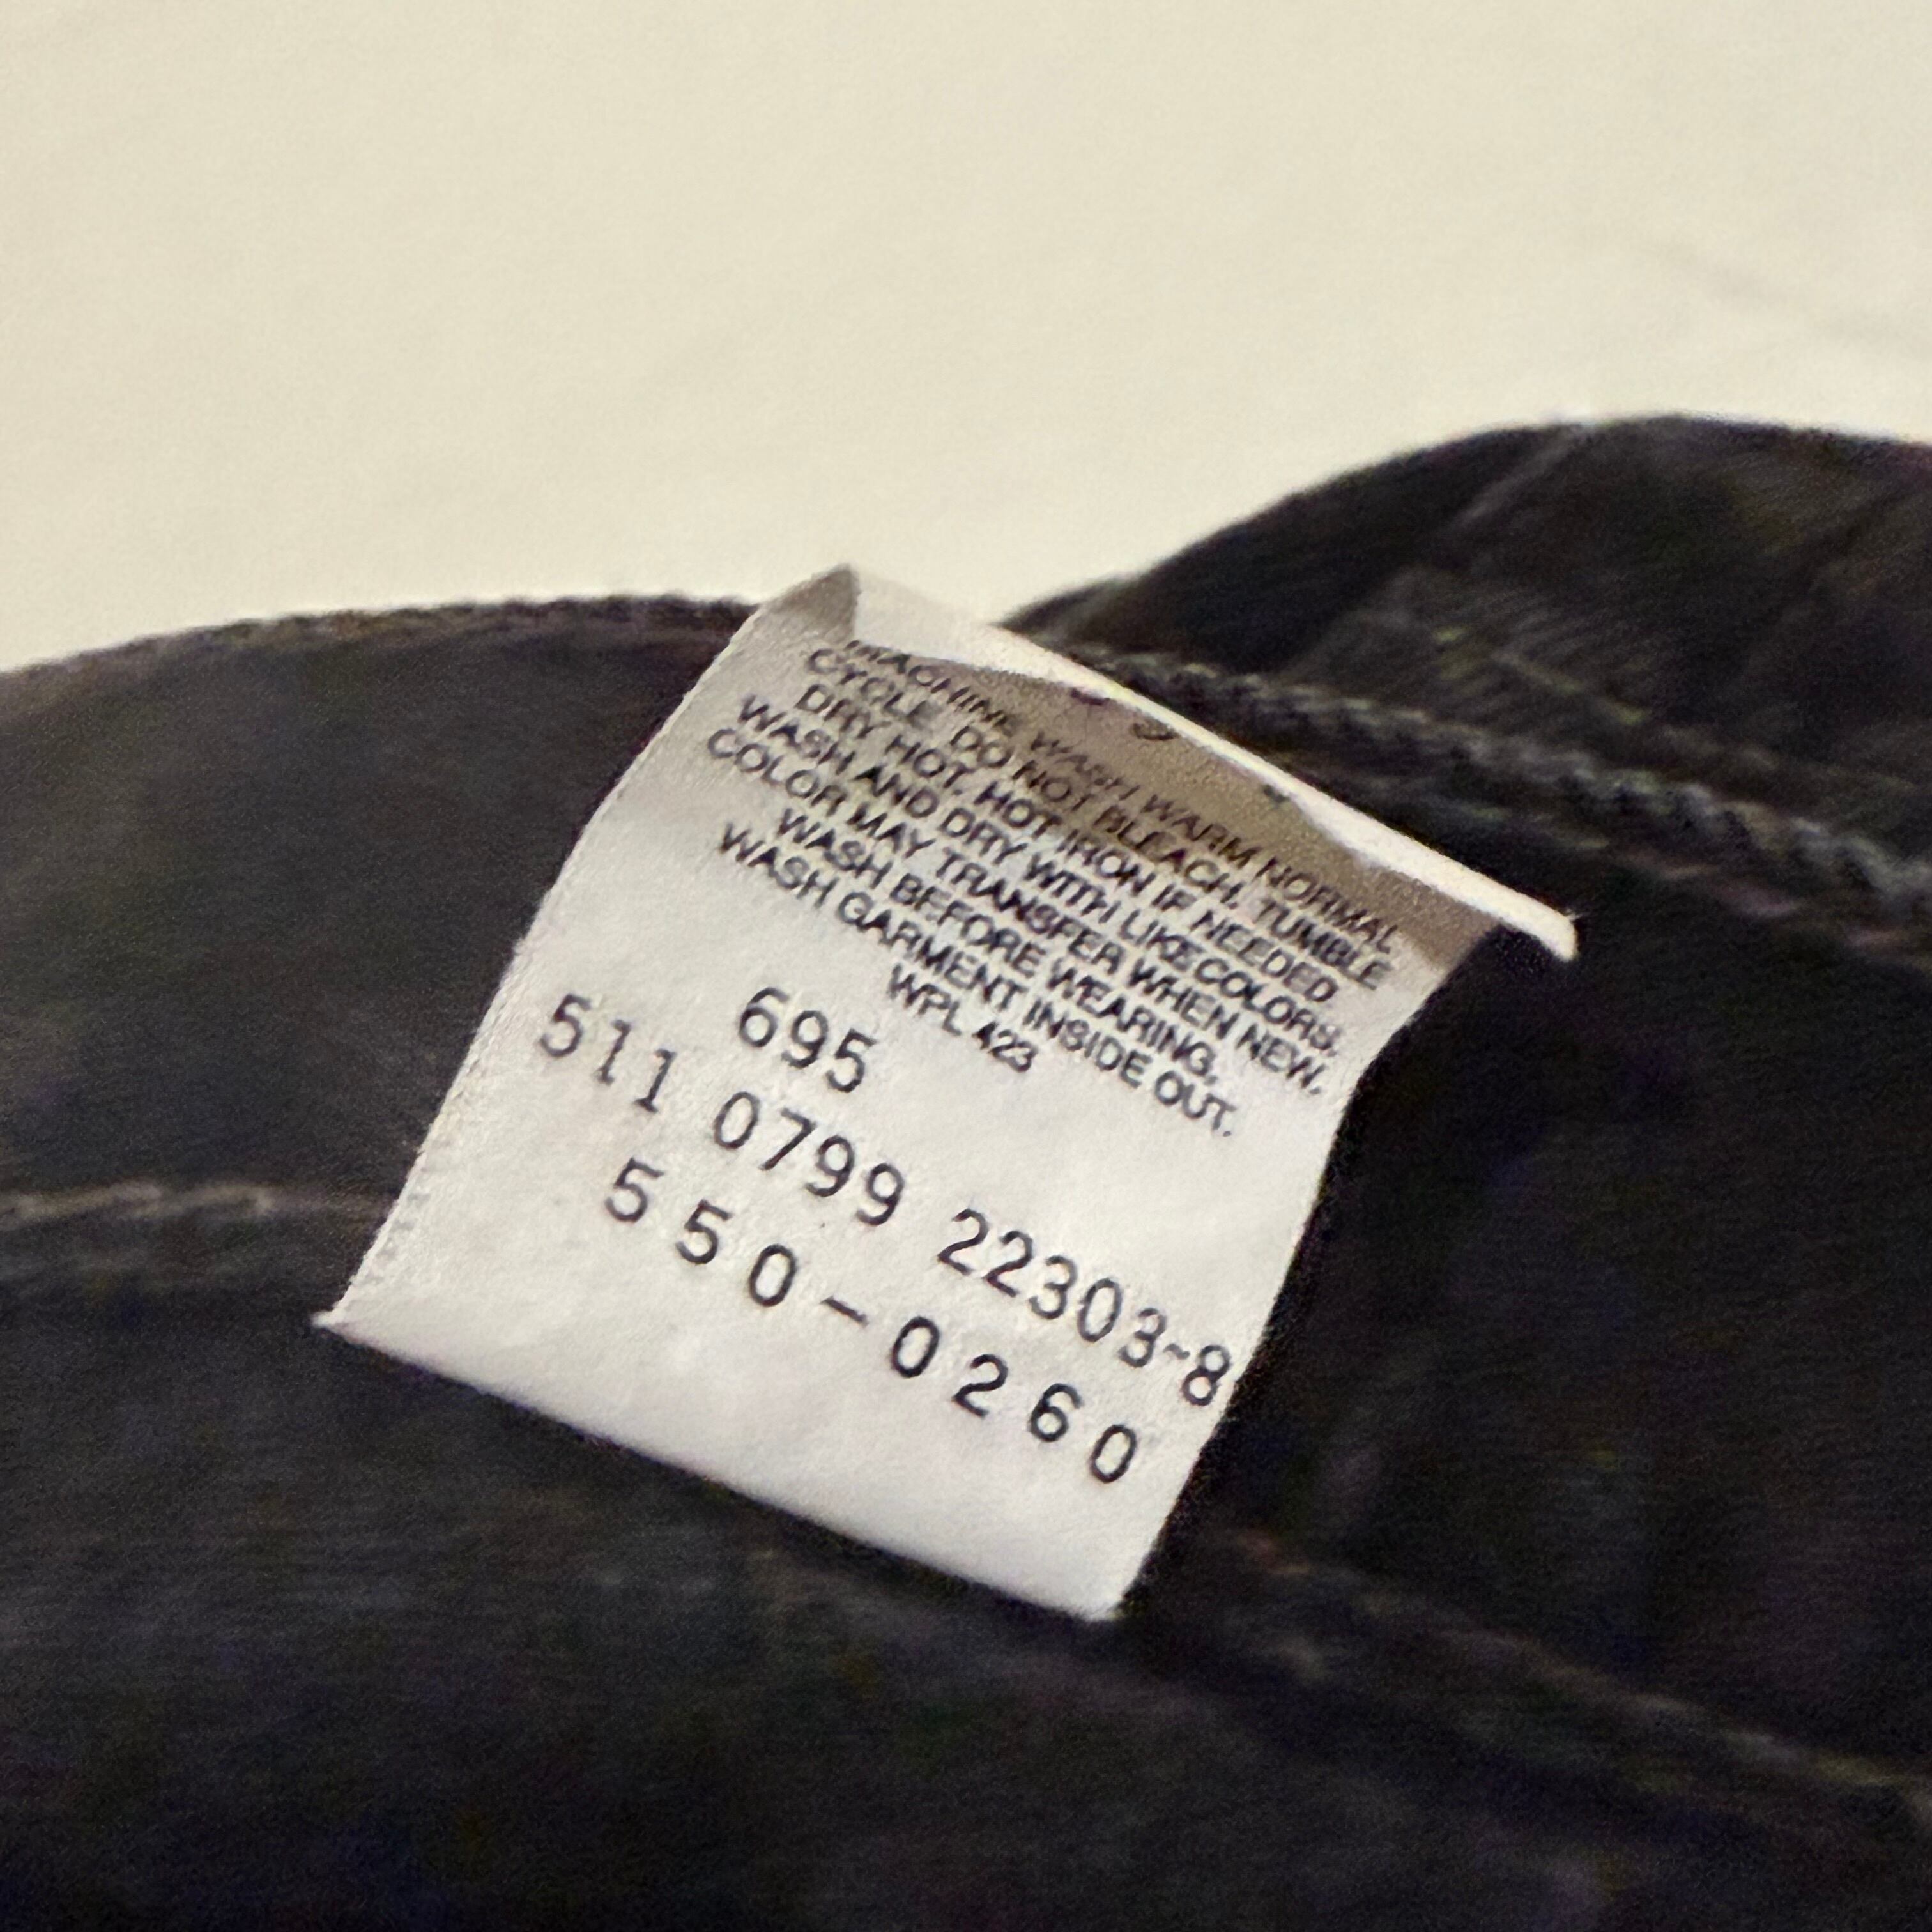 MACHINE WASH WARM NORMAL
CYCLE. DO NOT BLEACH. TUMBLE
DRY HOT. HOT IRON IF NEEDED.
WASH AND DRY WITH LIKE COLORS.
COLOR MAY TRANSFER WHEN NEW.
WASH BEFORE WEARING.
WASH GARMENT INSIDE OUT.
WPL 423
695
511 0799 22303-8
550-0260